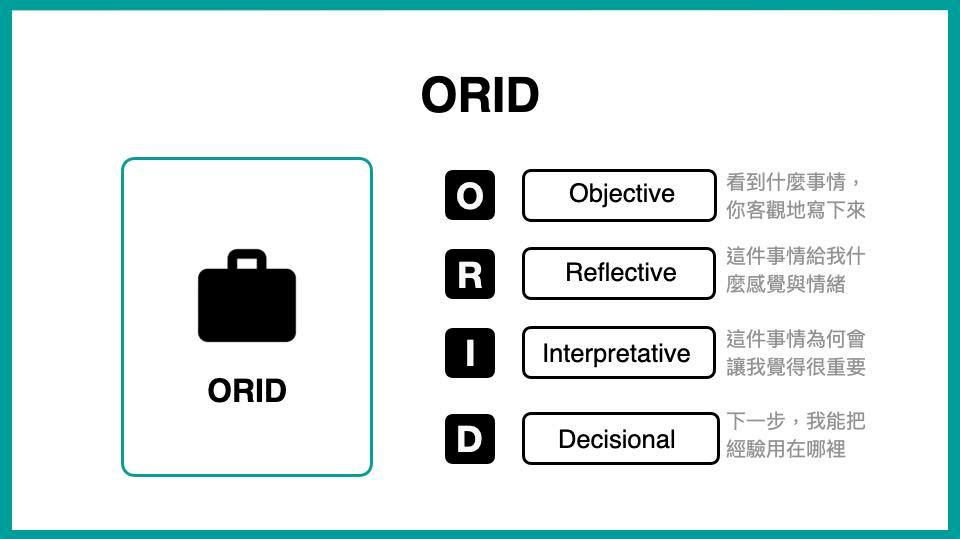 ORID
ORID
O
Objective
看到什麼事情，
你客觀地寫下來
R
Reflective
這件事情給我什
麼感覺與情緒
I
Interpretative
這件事情為何會
讓我覺得很重要
D
Decisional
下一步，我能把
經驗用在哪裡